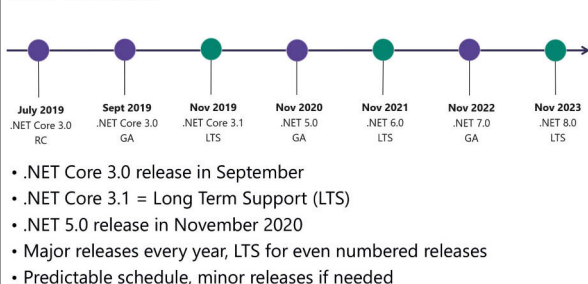 July 2019 Sept 2019 Nov 2019 Nov 2020 Nov 2021 Nov 2022 Nov 2023
.NET Core 3.0 .NET Core 3.0 .NET Core 3.1 .NET 5.0 .NET 6.0 .NET 7.0 .NET 8.0
RC GA LTS GA LTS GA LTS
• .NET Core 3.0 release in September
• .NET Core 3.1 = Long Term Support (LTS)
• .NET 5.0 release in November 2020
• Major releases every year, LTS for even numbered releases
• Predictable schedule, minor releases if needed